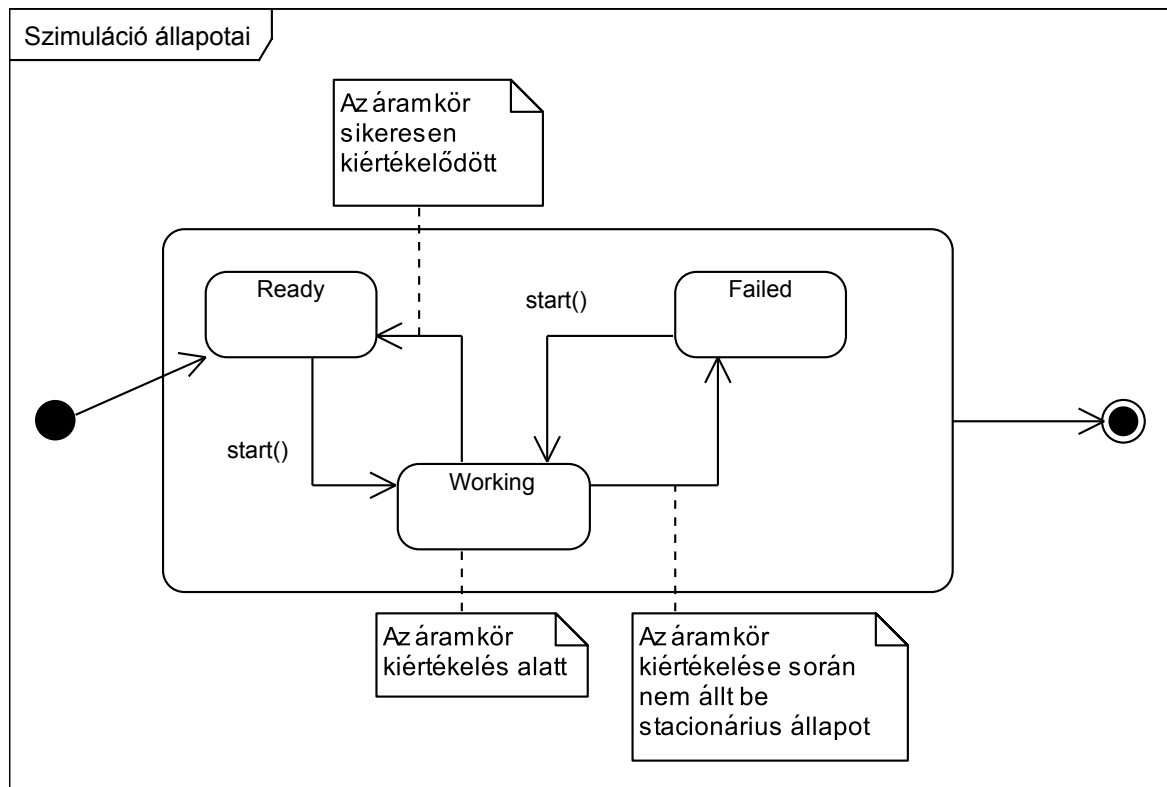 Szimuláció állapotai
Az áramkör
sikeresen
kiértékelődött
Ready
start()
Failed
start()
Working
Az áramkör
kiértékelés alatt
Az áramkör
kiértékelése során
nem állt be
stacionárius állapot